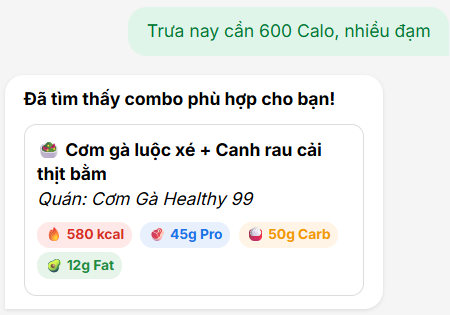 Trưa nay cần 600 Calo, nhiều đạm
Đã tìm thấy combo phù hợp cho bạn!
🥗 Cơm gà luộc xé + Canh rau cải
thịt bằm
Quán: Cơm Gà Healthy 99
🔥 580 kcal 🥩 45g Pro 🍚 50g Carb
🥑 12g Fat